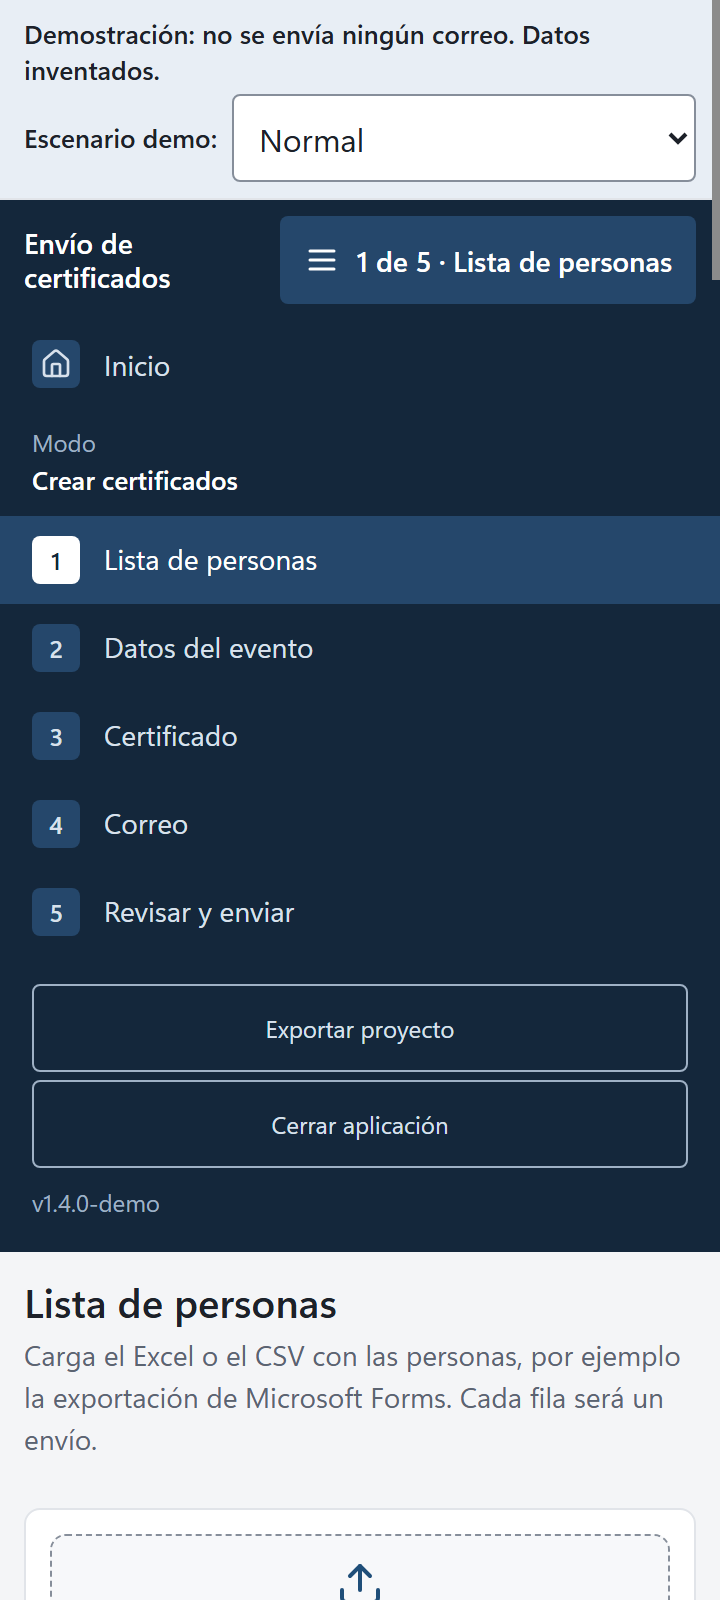 Demostración: no se envía ningún correo. Datos
inventados.
Escenario demo: Normal
Envío de
certificados
1 de 5 · Lista de personas
Inicio
Modo
Crear certificados
1 Lista de personas
2 Datos del evento
3 Certificado
4 Correo
5 Revisar y enviar
Exportar proyecto
Cerrar aplicación
v1.4.0-demo
Lista de personas
Carga el Excel o el CSV con las personas, por ejemplo
la exportación de Microsoft Forms. Cada fila será un
envío.